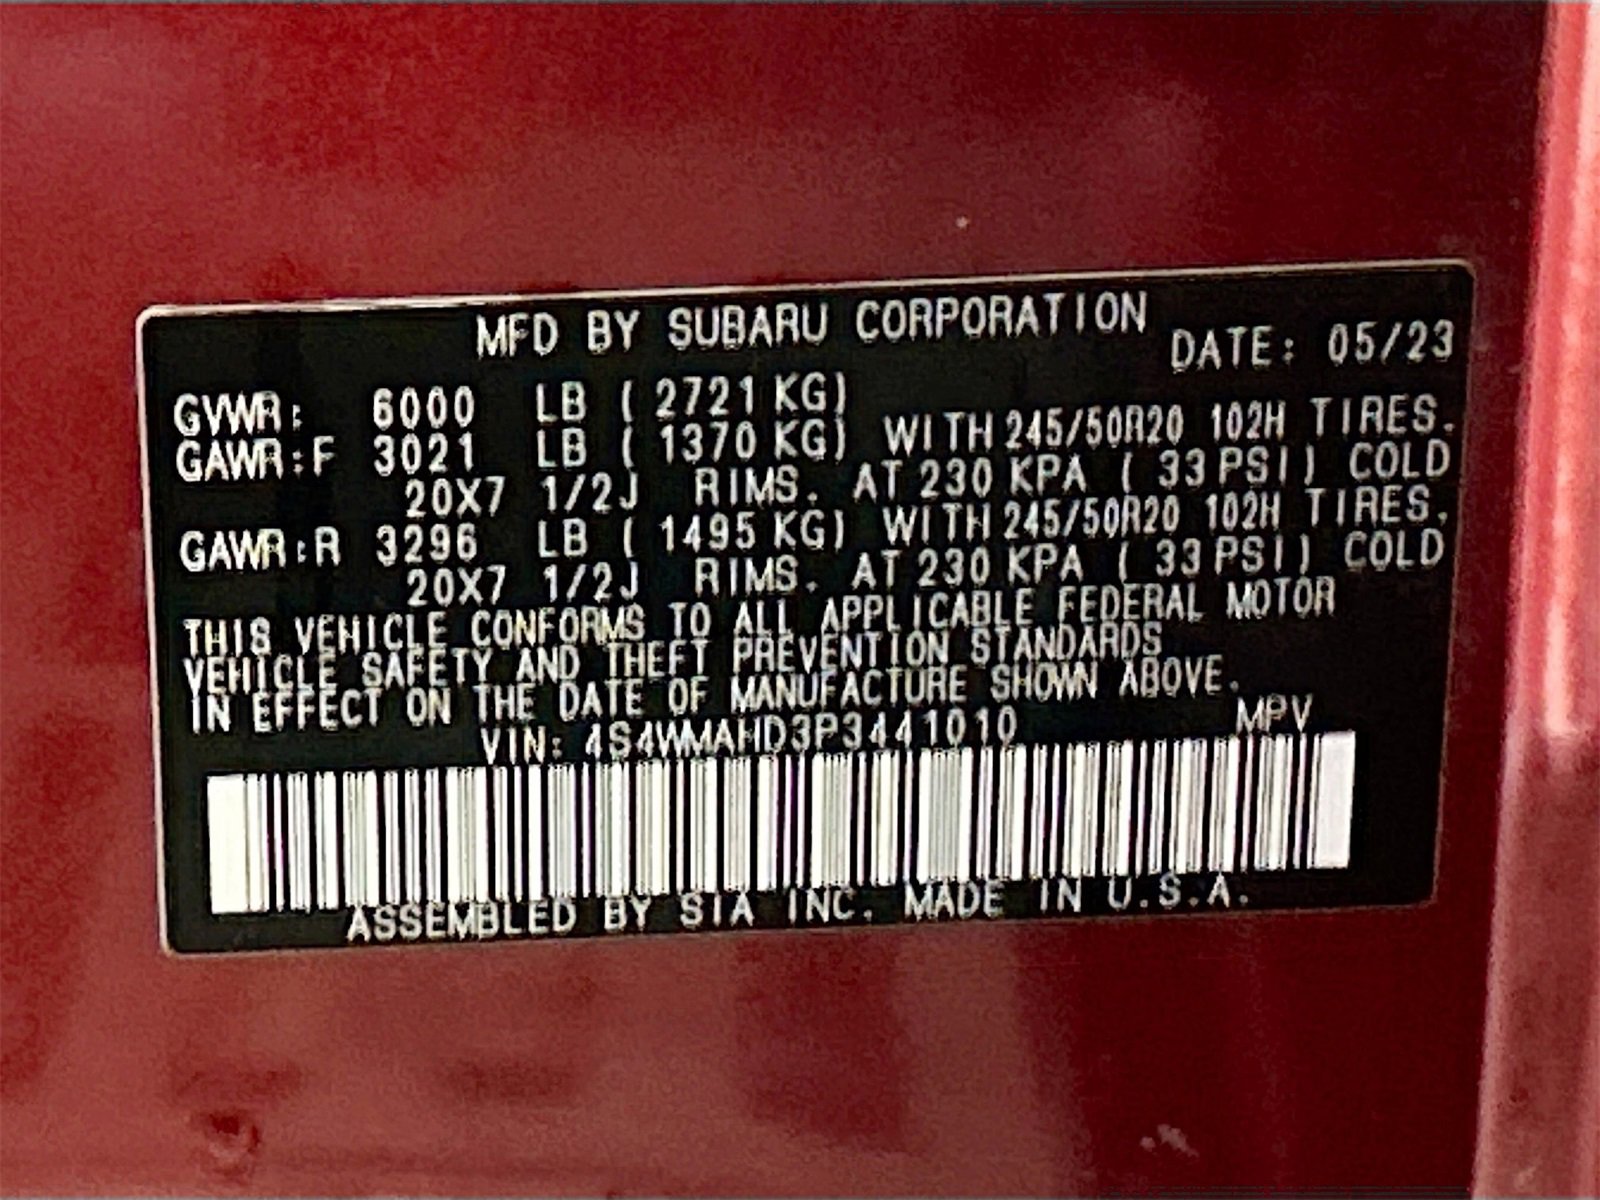 MFD BY SUBARU CORPORATION DATE: 05/23
GVWR: 6000 LB ( 2721 KG)
GAWR:F 3021 LB ( 1370 KG) WITH 245/50R20 102H TIRES.
20X7 1/2J RIMS. AT 230 KPA ( 33 PSI) COLD
GAWR:R 3296 LB ( 1495 KG) WITH 245/50R20 102H TIRES.
20X7 1/2J RIMS. AT 230 KPA ( 33 PSI) COLD
THIS VEHICLE CONFORMS TO ALL APPLICABLE FEDERAL MOTOR
VEHICLE SAFETY AND THEFT PREVENTION STANDARDS
IN EFFECT ON THE DATE OF MANUFACTURE SHOWN ABOVE.
VIN: 4S4WMAHD3P3441010 MPV
ASSEMBLED BY SIA INC. MADE IN U.S.A.